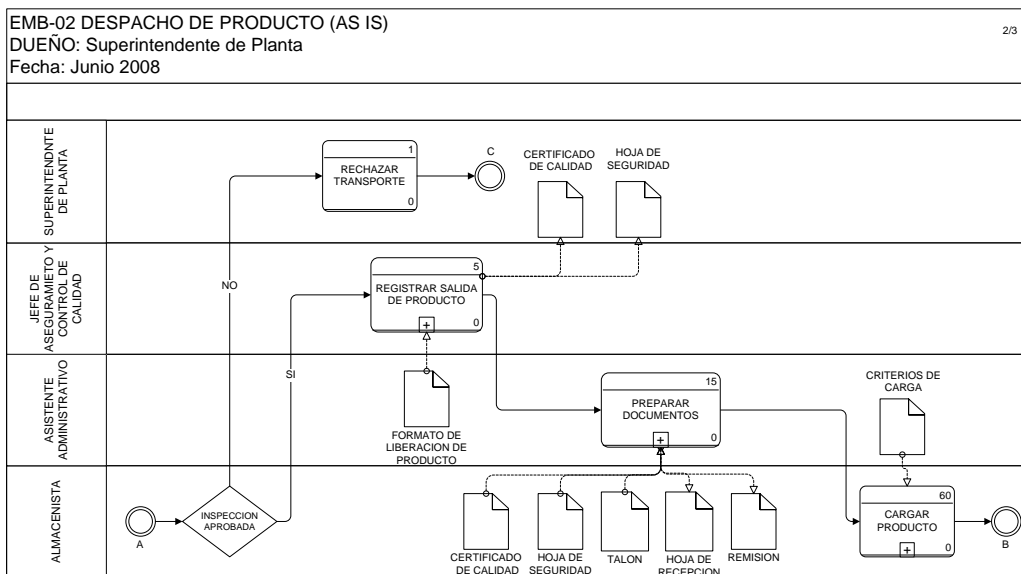 EMB-02 DESPACHO DE PRODUCTO (AS IS)
DUEÑO: Superintendente de Planta
Fecha: Junio 2008
2/3
SUPERINTENDNTE
DE PLANTA
1
RECHAZAR
TRANSPORTE
0
C
CERTIFICADO
DE CALIDAD
HOJA DE
SEGURIDAD
JEFE DE
ASEGURAMIETO Y
CONTROL DE
CALIDAD
NO
5
REGISTRAR SALIDA
DE PRODUCTO
+
0
ASISTENTE
ADMINISTRATIVO
SI
FORMATO DE
LIBERACION DE
PRODUCTO
15
PREPARAR
DOCUMENTOS
+
0
CRITERIOS DE
CARGA
ALMACENISTA
A
INSPECCION
APROBADA
CERTIFICADO
DE CALIDAD
HOJA DE
SEGURIDAD
TALON
HOJA DE
RECEPCION
REMISION
60
CARGAR
PRODUCTO
+
0
B